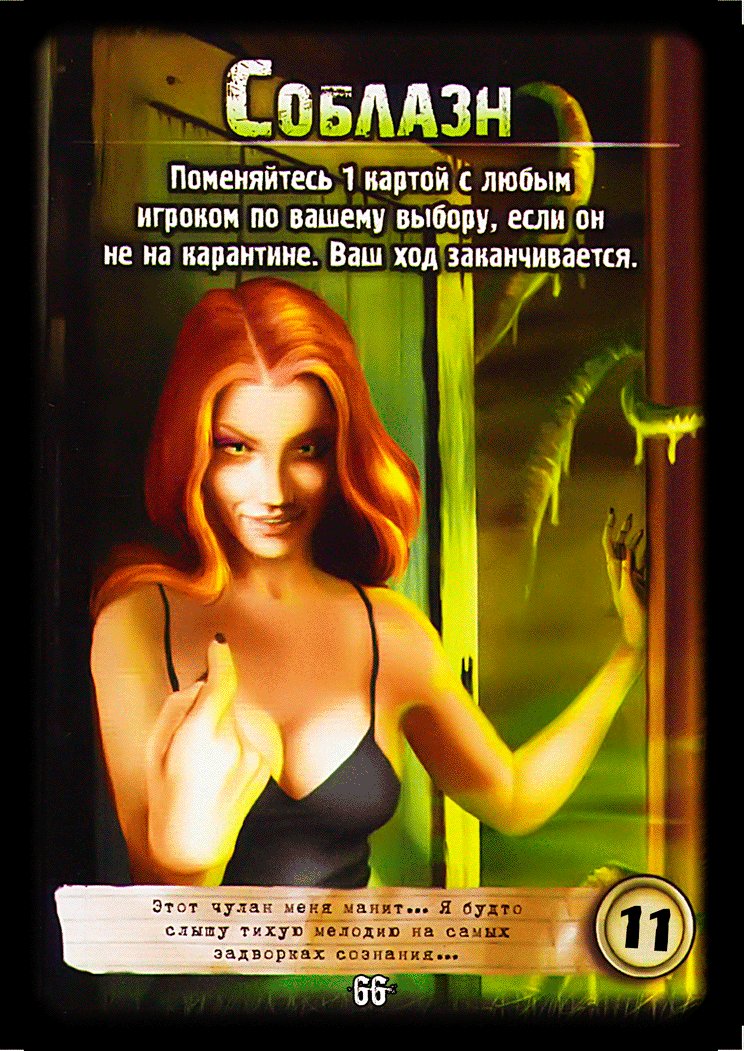 Соблазн
Поменяйтесь 1 картой с любым
игроком по вашему выбору, если он
не на карантине. Ваш ход заканчивается.
Этот чулан меня манит... Я будто
слышу тихую мелодию на самых
задворках сознания...
11
66